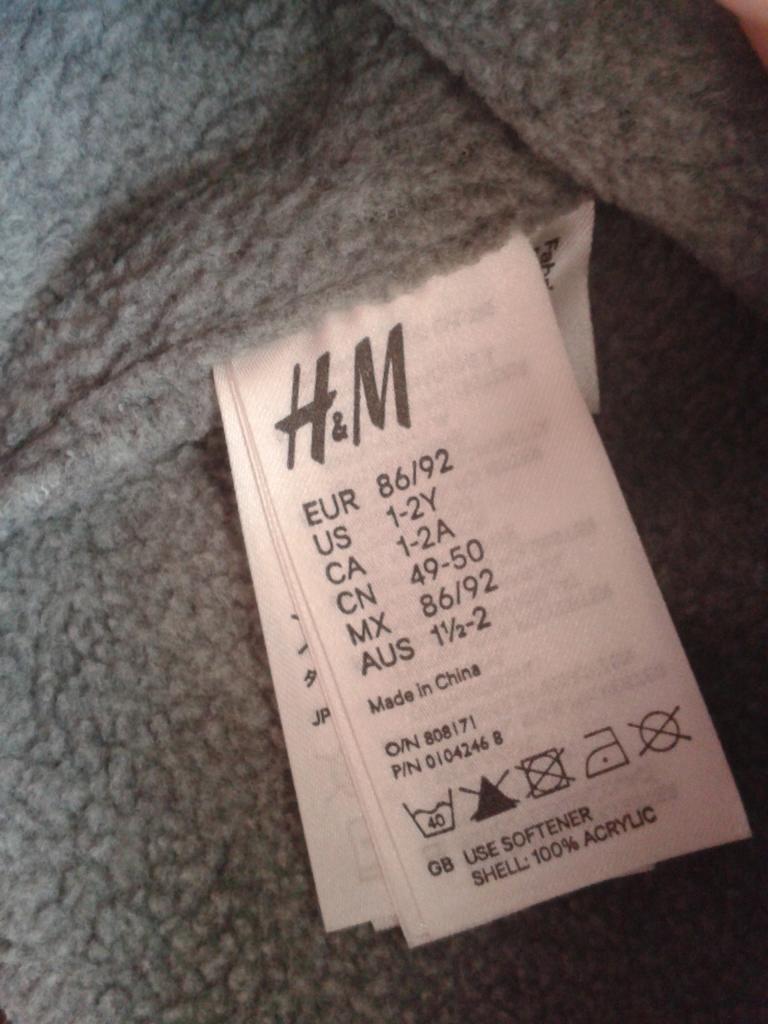 H&M
EUR 86/92
US 1-2Y
CA 1-2A
CN 49-50
MX 86/92
AUS 1½-2
Made in China
O/N 808171
P/N 0104246 8
40
GB USE SOFTENER
SHELL: 100% ACRYLIC
JP